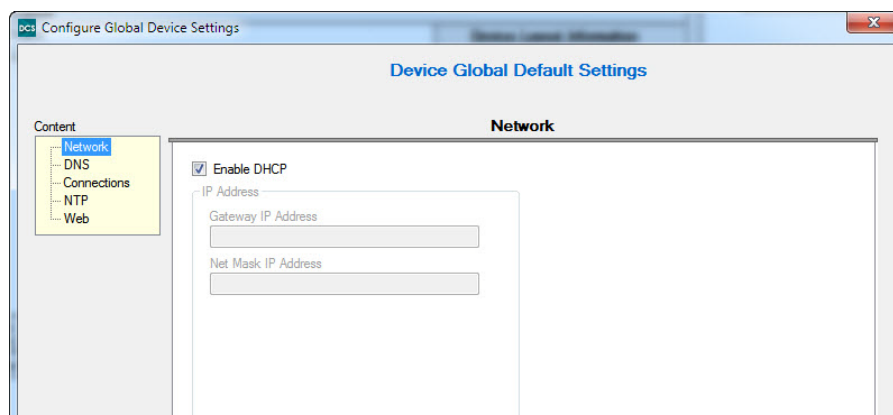 DCS Configure Global Device Settings
Device Global Default Settings
Content
Network
Network
DNS
Connections
NTP
Web
Enable DHCP
IP Address
Gateway IP Address
Net Mask IP Address